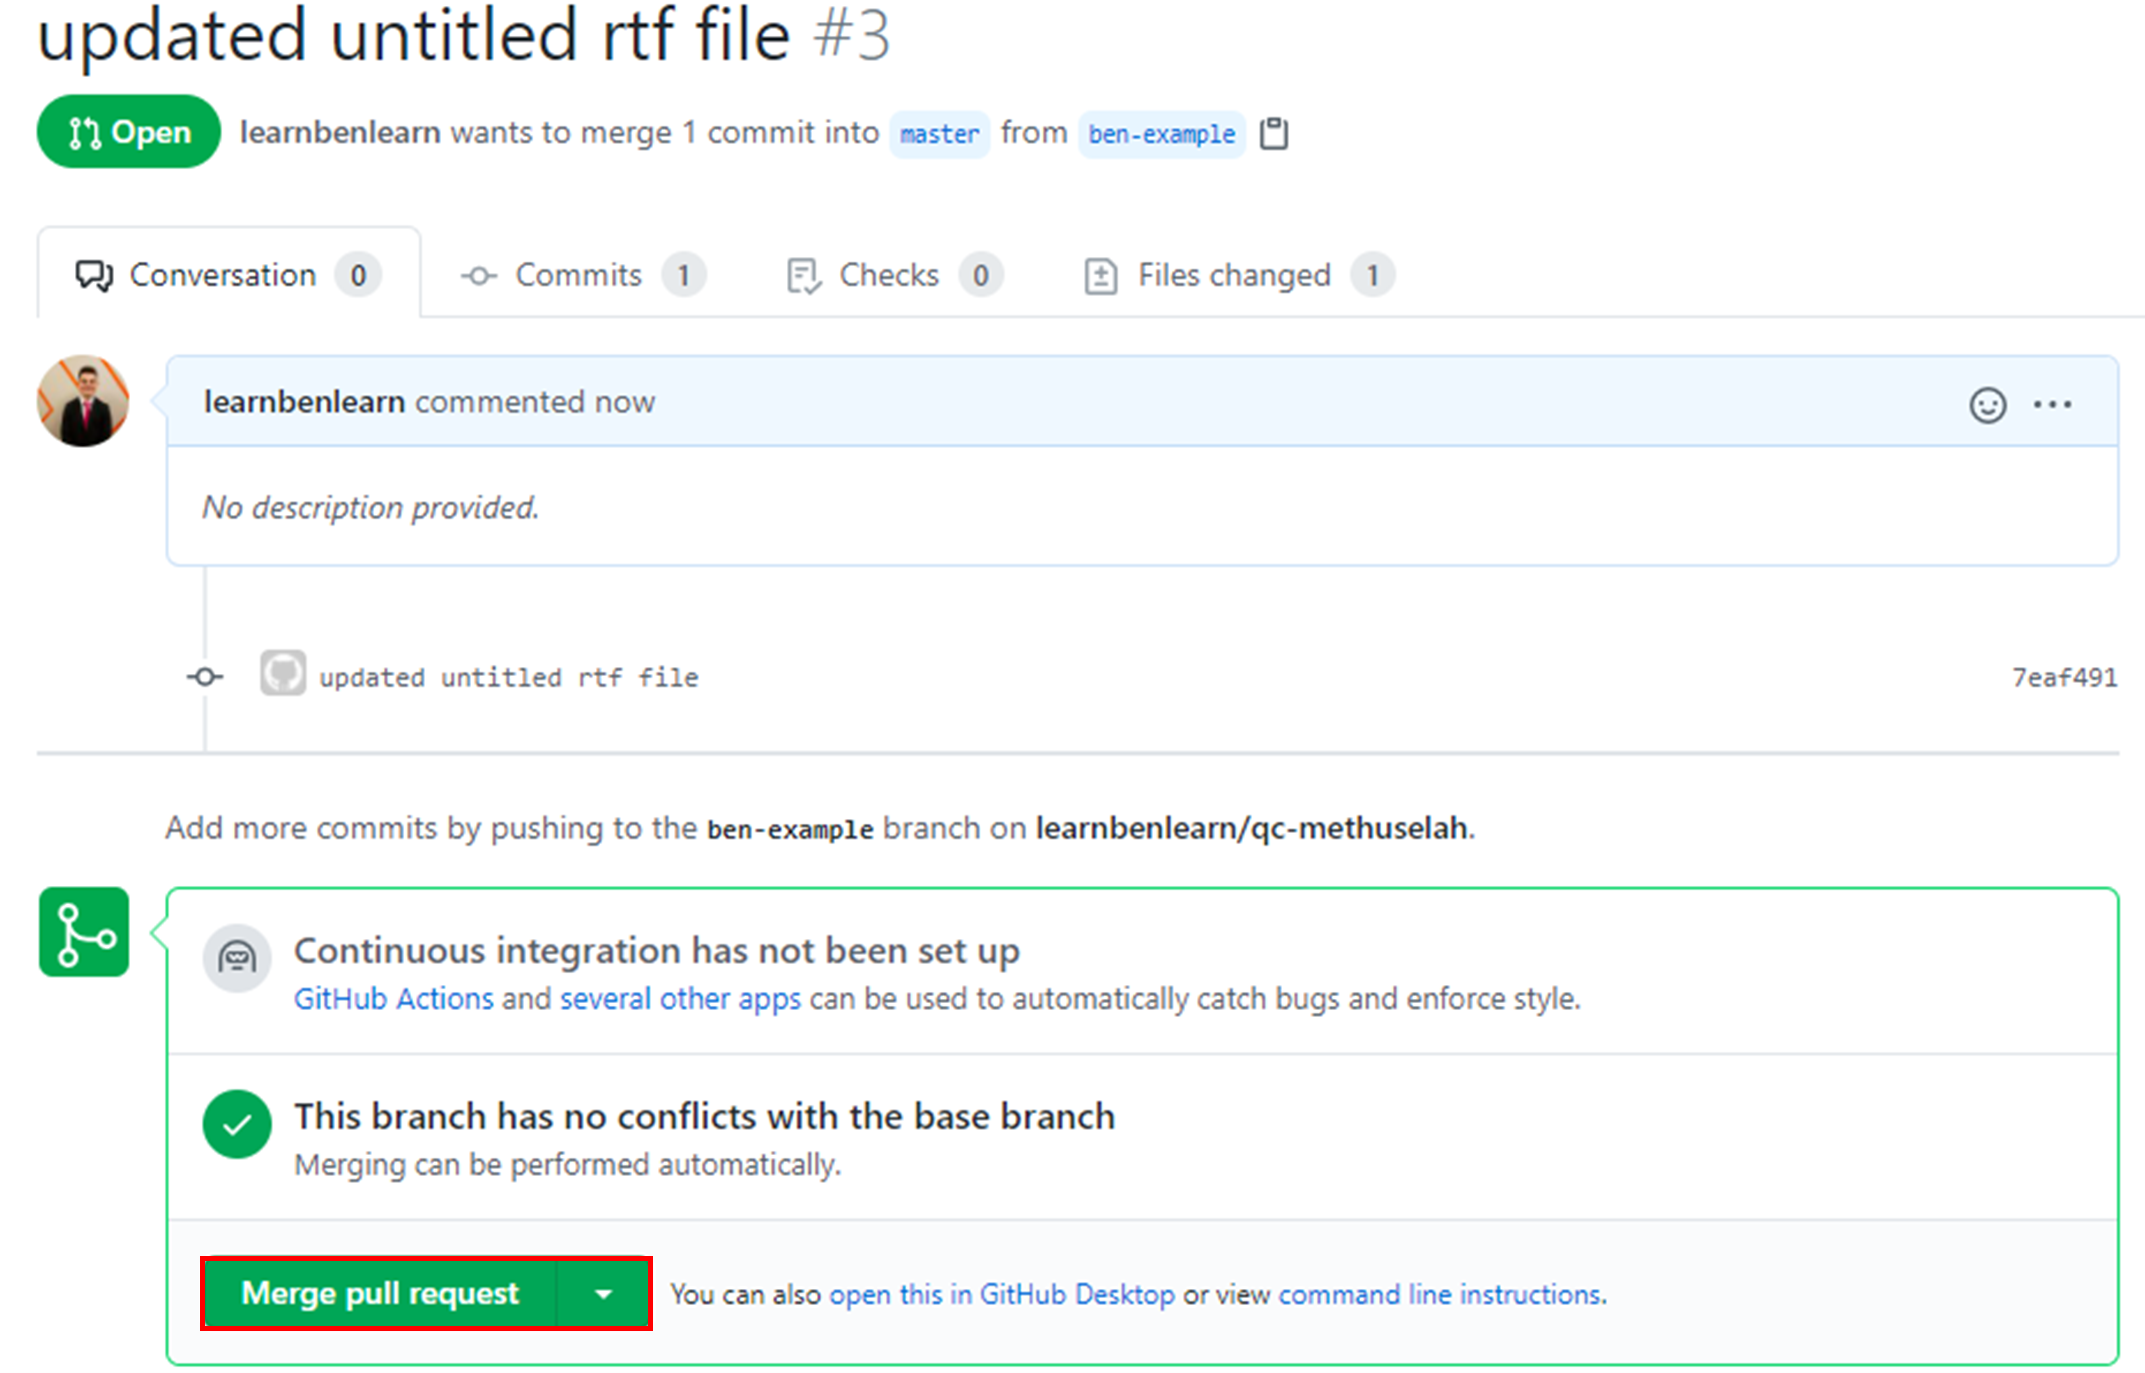 updated untitled rtf file #3
Open learnbenlearn wants to merge 1 commit into master from ben-example
Conversation 0 Commits 1 Checks 0 Files changed 1
learnbenlearn commented now
No description provided.
updated untitled rtf file 7eaf491
Add more commits by pushing to the ben-example branch on learnbenlearn/qc-methuselah.
Continuous integration has not been set up
GitHub Actions and several other apps can be used to automatically catch bugs and enforce style.
This branch has no conflicts with the base branch
Merging can be performed automatically.
Merge pull request You can also open this in GitHub Desktop or view command line instructions.